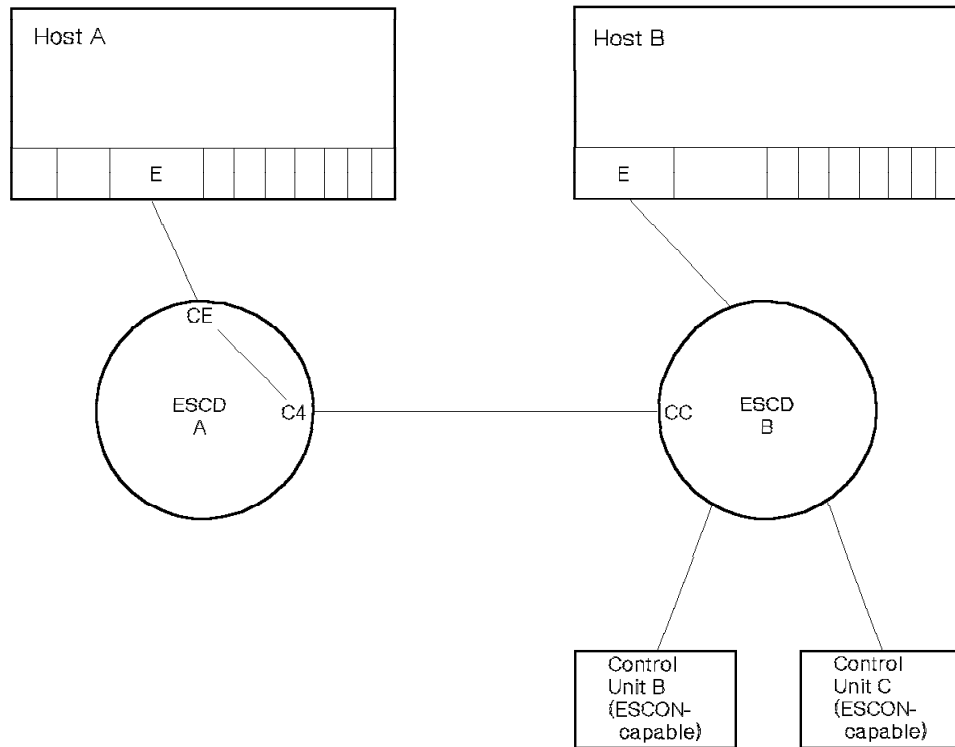 Host A
Host B
E
E
CE
ESCD
A
C4
CC
ESCD
B
Control
Unit B
(ESCON-
capable)
Control
Unit C
(ESCON-
capable)